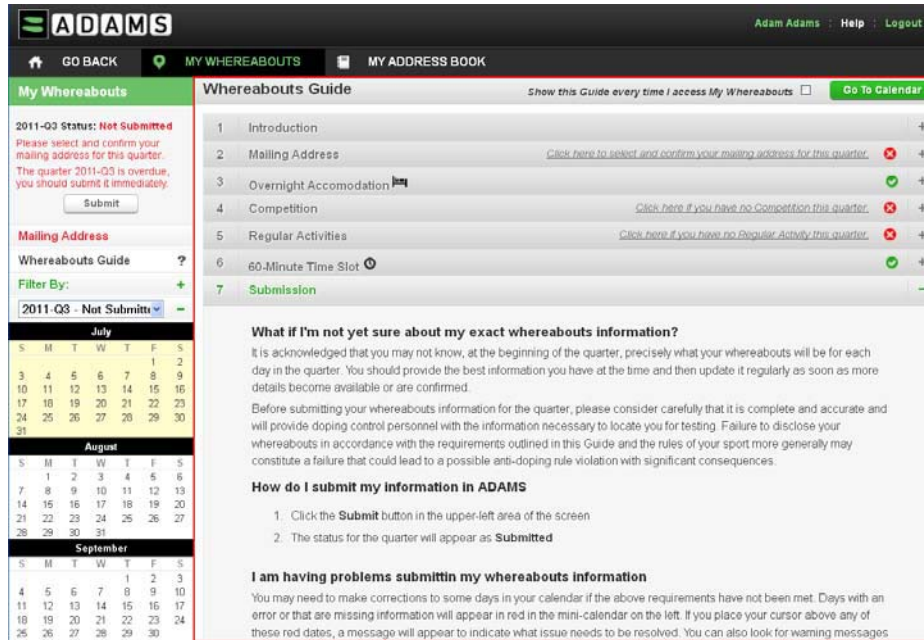 ADAMS
Adam Adams : Help : Logout
GO BACK MY WHEREABOUTS MY ADDRESS BOOK
My Whereabouts
2011-Q3 Status: Not Submitted
Please select and confirm your
mailing address for this quarter.
The quarter 2011-Q3 is overdue,
you should submit it immediately.
Submit
Mailing Address
Whereabouts Guide ?
Filter By: +
2011-Q3 - Not Submitt -
July
S M T W T F S
1 2
3 4 5 6 7 8 9
10 11 12 13 14 15 16
17 18 19 20 21 22 23
24 25 26 27 28 29 30
31
August
S M T W T F S
1 2 3 4 5 6
7 8 9 10 11 12 13
14 15 16 17 18 19 20
21 22 23 24 25 26 27
28 29 30 31
September
S M T W T F S
1 2 3
4 5 6 7 8 9 10
11 12 13 14 15 16 17
18 19 20 21 22 23 24
25 26 27 28 29 30
Whereabouts Guide Show this Guide every time I access My Whereabouts Go To Calendar
1 Introduction +
2 Mailing Address Click here to select and confirm your mailing address for this quarter. +
3 Overnight Accomodation +
4 Competition Click here if you have no Competition this quarter. +
5 Regular Activities Click here if you have no Regular Activity this quarter. +
6 60-Minute Time Slot +
7 Submission -
What if I'm not yet sure about my exact whereabouts information?
It is acknowledged that you may not know, at the beginning of the quarter, precisely what your whereabouts will be for each
day in the quarter. You should provide the best information you have at the time and then update it regularly as soon as more
details become available or are confirmed.
Before submitting your whereabouts information for the quarter, please consider carefully that it is complete and accurate and
will provide doping control personnel with the information necessary to locate you for testing. Failure to disclose your
whereabouts in accordance with the requirements outlined in this Guide and the rules of your sport more generally may
constitute a failure that could lead to a possible anti-doping rule violation with significant consequences.
How do I submit my information in ADAMS
1. Click the Submit button in the upper-left area of the screen
2. The status for the quarter will appear as Submitted
I am having problems submittin my whereabouts information
You may need to make corrections to some days in your calendar if the above requirements have not been met. Days with an
error or that are missing information will appear in red in the mini-calendar on the left. If you place your cursor above any of
these red dates, a message will appear to indicate what issue needs to be resolved. You can also look for warning messages